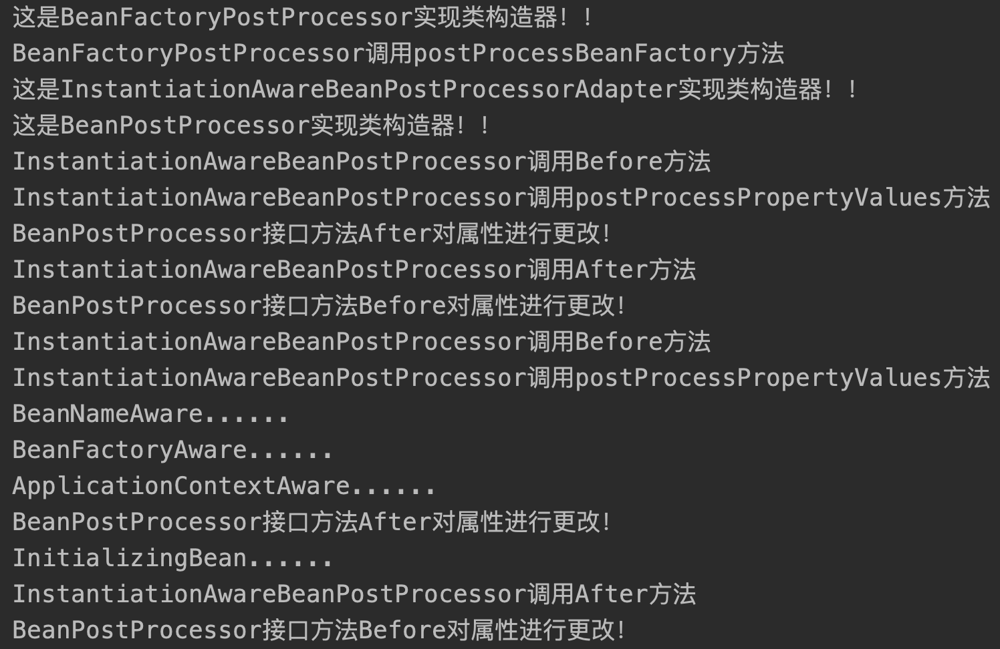 这是BeanFactoryPostProcessor实现类构造器！！
BeanFactoryPostProcessor调用postProcessBeanFactory方法
这是InstantiationAwareBeanPostProcessorAdapter实现类构造器！！
这是BeanPostProcessor实现类构造器！！
InstantiationAwareBeanPostProcessor调用Before方法
InstantiationAwareBeanPostProcessor调用postProcessPropertyValues方法
BeanPostProcessor接口方法After对属性进行更改！
InstantiationAwareBeanPostProcessor调用After方法
BeanPostProcessor接口方法Before对属性进行更改！
InstantiationAwareBeanPostProcessor调用Before方法
InstantiationAwareBeanPostProcessor调用postProcessPropertyValues方法
BeanNameAware......
BeanFactoryAware......
ApplicationContextAware......
BeanPostProcessor接口方法After对属性进行更改！
InitializingBean......
InstantiationAwareBeanPostProcessor调用After方法
BeanPostProcessor接口方法Before对属性进行更改！